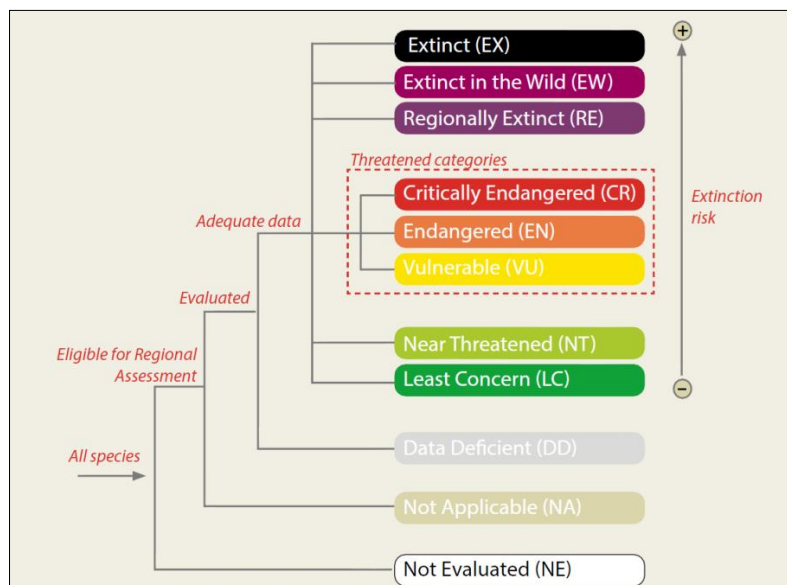 Extinct (EX)
Extinct in the Wild (EW)
Regionally Extinct (RE)
Threatened categories
Critically Endangered (CR)
Adequate data
Endangered (EN)
Extinction
risk
Vulnerable (VU)
Evaluated
Near Threatened (NT)
Eligible for Regional
Assessment
Least Concern (LC)
All species
Data Deficient (DD)
Not Applicable (NA)
Not Evaluated (NE)